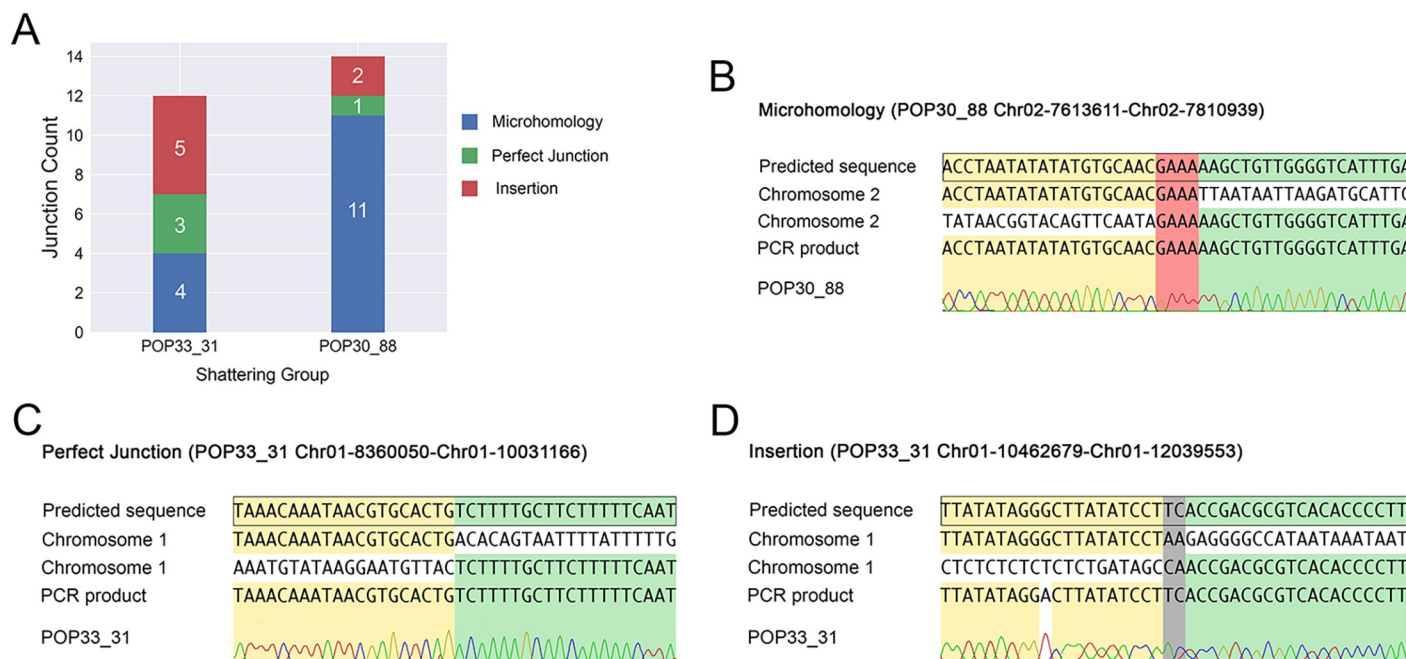 A
14
12
10
8
6
4
2
0
Junction Count
5
3
4
2
1
11
POP33_31
POP30_88
Shattering Group
Microhomology
Perfect Junction
Insertion
B
Microhomology (POP30_88 Chr02-7613611-Chr02-7810939)
Predicted sequence ACCTAATATATATGTGCAACGAAAAAGCTGTTGGGGTCATTTGA
Chromosome 2 ACCTAATATATATGTGCAACGAAATTAATAATTAAGATGCATTG
Chromosome 2 TATAACGGTACAGTTCAATAGAAAAAGCTGTTGGGGTCATTTGA
PCR product ACCTAATATATATGTGCAACGAAAAAGCTGTTGGGGTCATTTGA
POP30_88
C
Perfect Junction (POP33_31 Chr01-8360050-Chr01-10031166)
Predicted sequence TAAACAAATAACGTGCACTGTCTTTTGCTTCTTTTTCAAT
Chromosome 1 TAAACAAATAACGTGCACTGACACAGTAATTTTATTTTTG
Chromosome 1 AAATGTATAAGGAATGTTACTCTTTTGCTTCTTTTTCAAT
PCR product TAAACAAATAACGTGCACTGTCTTTTGCTTCTTTTTCAAT
POP33_31
D
Insertion (POP33_31 Chr01-10462679-Chr01-12039553)
Predicted sequence TTATATAGGGCTTATATCCTTCACCGACGCGTCACACCCCTT
Chromosome 1 TTATATAGGGCTTATATCCTAAGAGGGGCCATAATAAATAAT
Chromosome 1 CTCTCTCTCTCTCTGATAGCCAACCGACGCGTCACACCCCTT
PCR product TTATATAGGACTTATATCCTTCACCGACGCGTCACACCCCTT
POP33_31